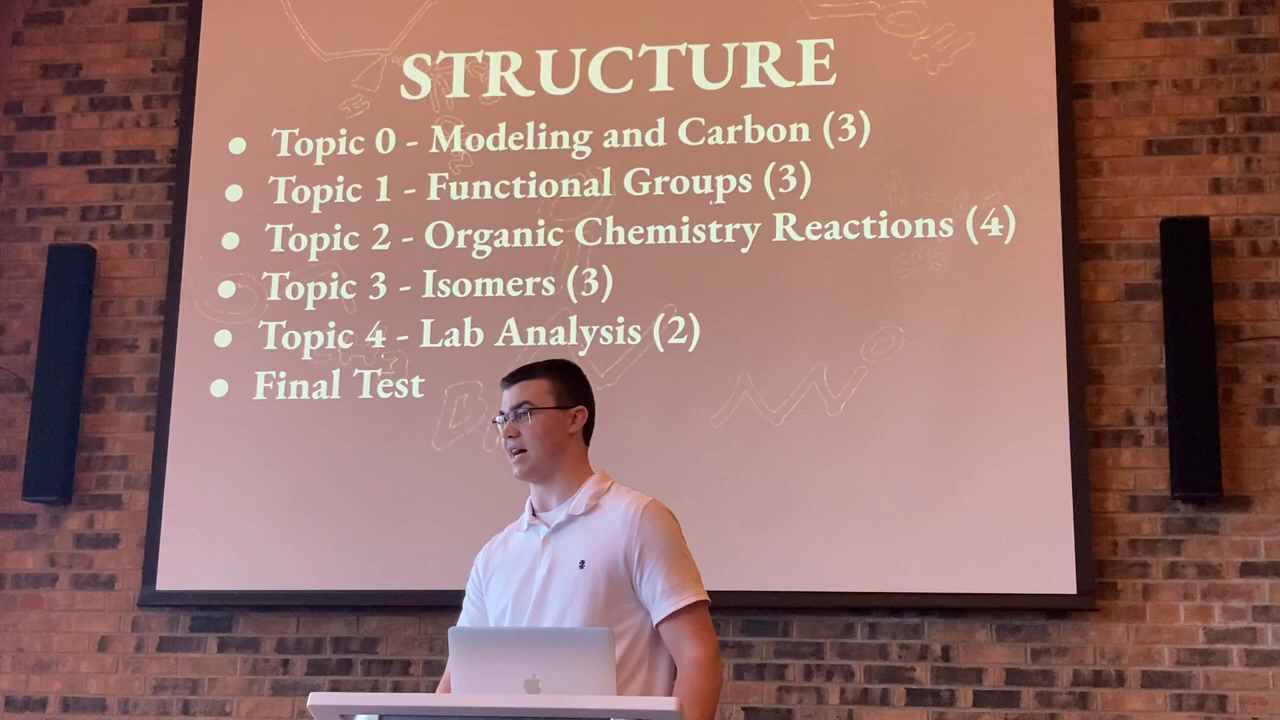 STRUCTURE
● Topic 0 - Modeling and Carbon (3)
● Topic 1 - Functional Groups (3)
● Topic 2 - Organic Chemistry Reactions (4)
● Topic 3 - Isomers (3)
● Topic 4 - Lab Analysis (2)
● Final Test